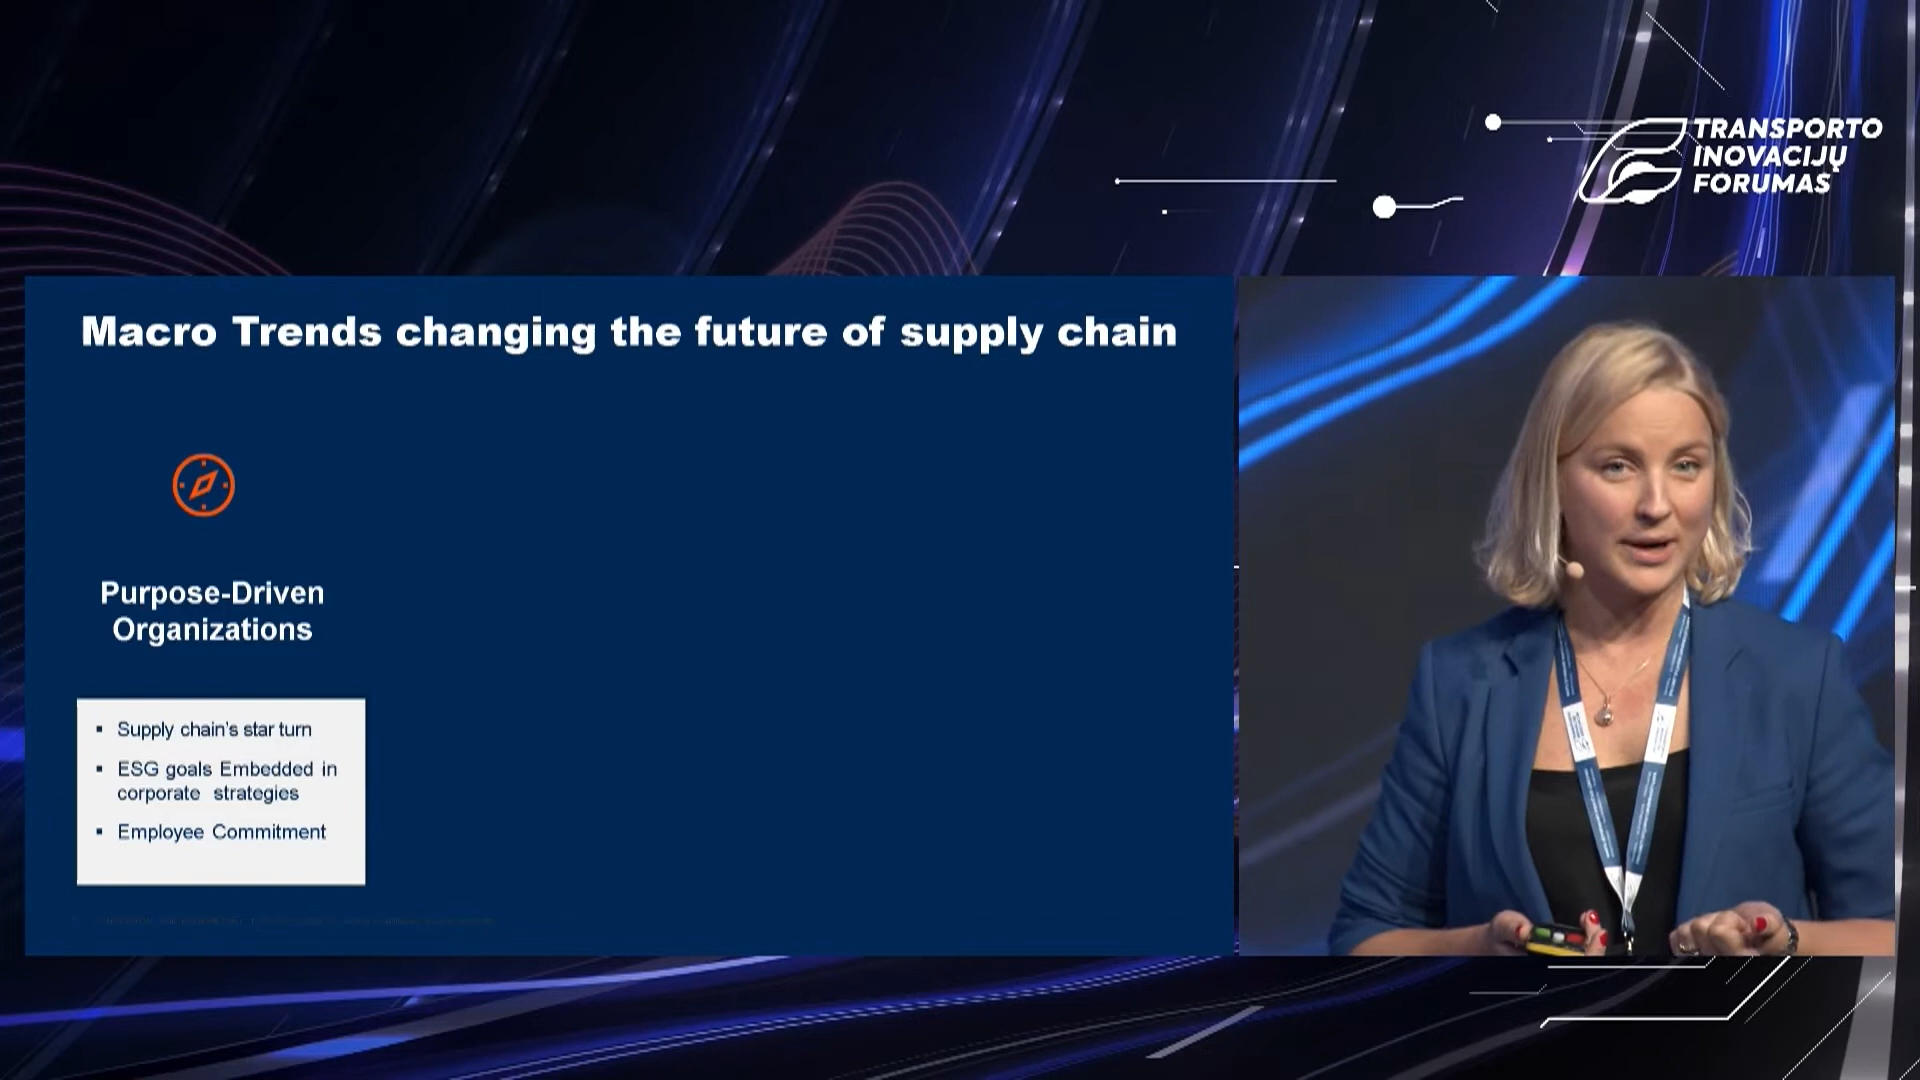 TRANSPORTO
INOVACIJŲ
FORUMAS
Macro Trends changing the future of supply chain
Purpose-Driven
Organizations
▪ Supply chain's star turn
▪ ESG goals Embedded in
corporate strategies
▪ Employee Commitment